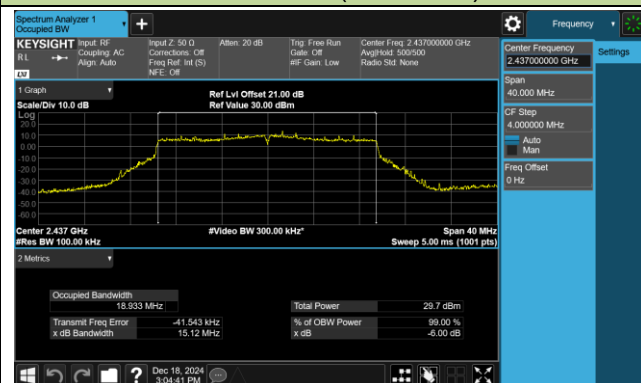 Spectrum Analyzer 1
Occupied BW
Frequency
KEYSIGHT
R L
LXI
Input: RF
Coupling: AC
Align: Auto
Input Z: 50 Ω
Corrections: Off
Freq Ref: Int (S)
NFE: Off
Atten: 20 dB
Trig: Free Run
Gate: Off
#IF Gain: Low
Center Freq: 2.437000000 GHz
Avg|Hold: 500/500
Radio Std: None
Center Frequency
2.437000000 GHz
Settings
Span
40.000 MHz
CF Step
4.000000 MHz
Auto
Man
Freq Offset
0 Hz
1 Graph
Scale/Div 10.0 dB
Ref Lvl Offset 21.00 dB
Ref Value 30.00 dBm
Log
20.0
10.0
0.00
-10.0
-20.0
-30.0
-40.0
-50.0
-60.0
Center 2.437 GHz
#Res BW 100.00 kHz
#Video BW 300.00 kHz*
Span 40 MHz
Sweep 5.00 ms (1001 pts)
2 Metrics
Occupied Bandwidth
18.933 MHz
Total Power 29.7 dBm
Transmit Freq Error -41.543 kHz
% of OBW Power 99.00 %
x dB Bandwidth 15.12 MHz
x dB -6.00 dB
?
Dec 18, 2024
3:04:41 PM